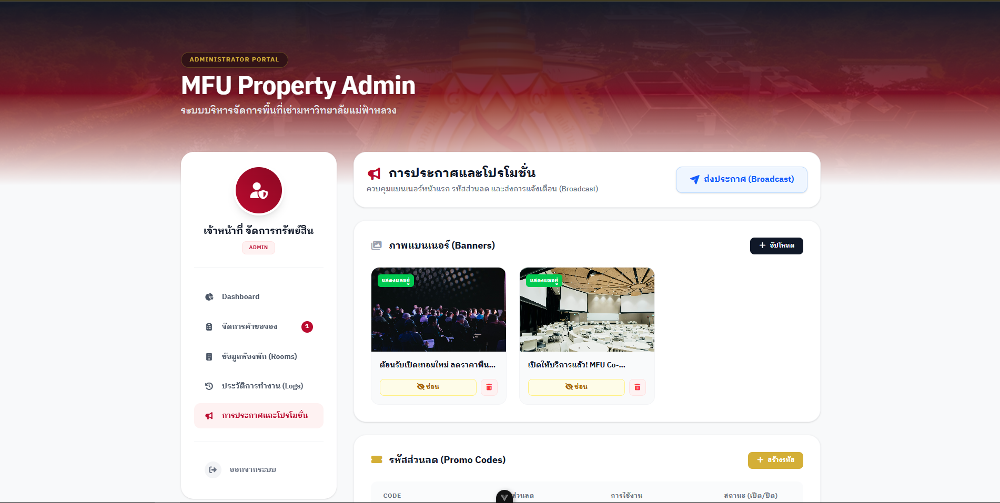 ADMINISTRATOR PORTAL
MFU Property Admin
ระบบบริหารจัดการพื้นที่เช่ามหาวิทยาลัยแม่ฟ้าหลวง
เจ้าหน้าที่ จัดการทรัพย์สิน
ADMIN
Dashboard
จัดการคำขอจอง
1
ข้อมูลห้องพัก (Rooms)
ประวัติการทำงาน (Logs)
การประกาศและโปรโมชั่น
ออกจากระบบ
การประกาศและโปรโมชั่น
ควบคุมแบนเนอร์หน้าแรก รหัสส่วนลด และส่งการแจ้งเตือน (Broadcast)
ส่งประกาศ (Broadcast)
ภาพแบนเนอร์ (Banners)
อัปโหลด
แสดงผลอยู่
แสดงผลอยู่
ต้อนรับเปิดเทอมใหม่ ลดราคาพื้น...
เปิดให้บริการแล้ว! MFU Co-...
ซ่อน
ซ่อน
รหัสส่วนลด (Promo Codes)
สร้างรหัส
CODE
ส่วนลด
การใช้งาน
สถานะ (เปิด/ปิด)